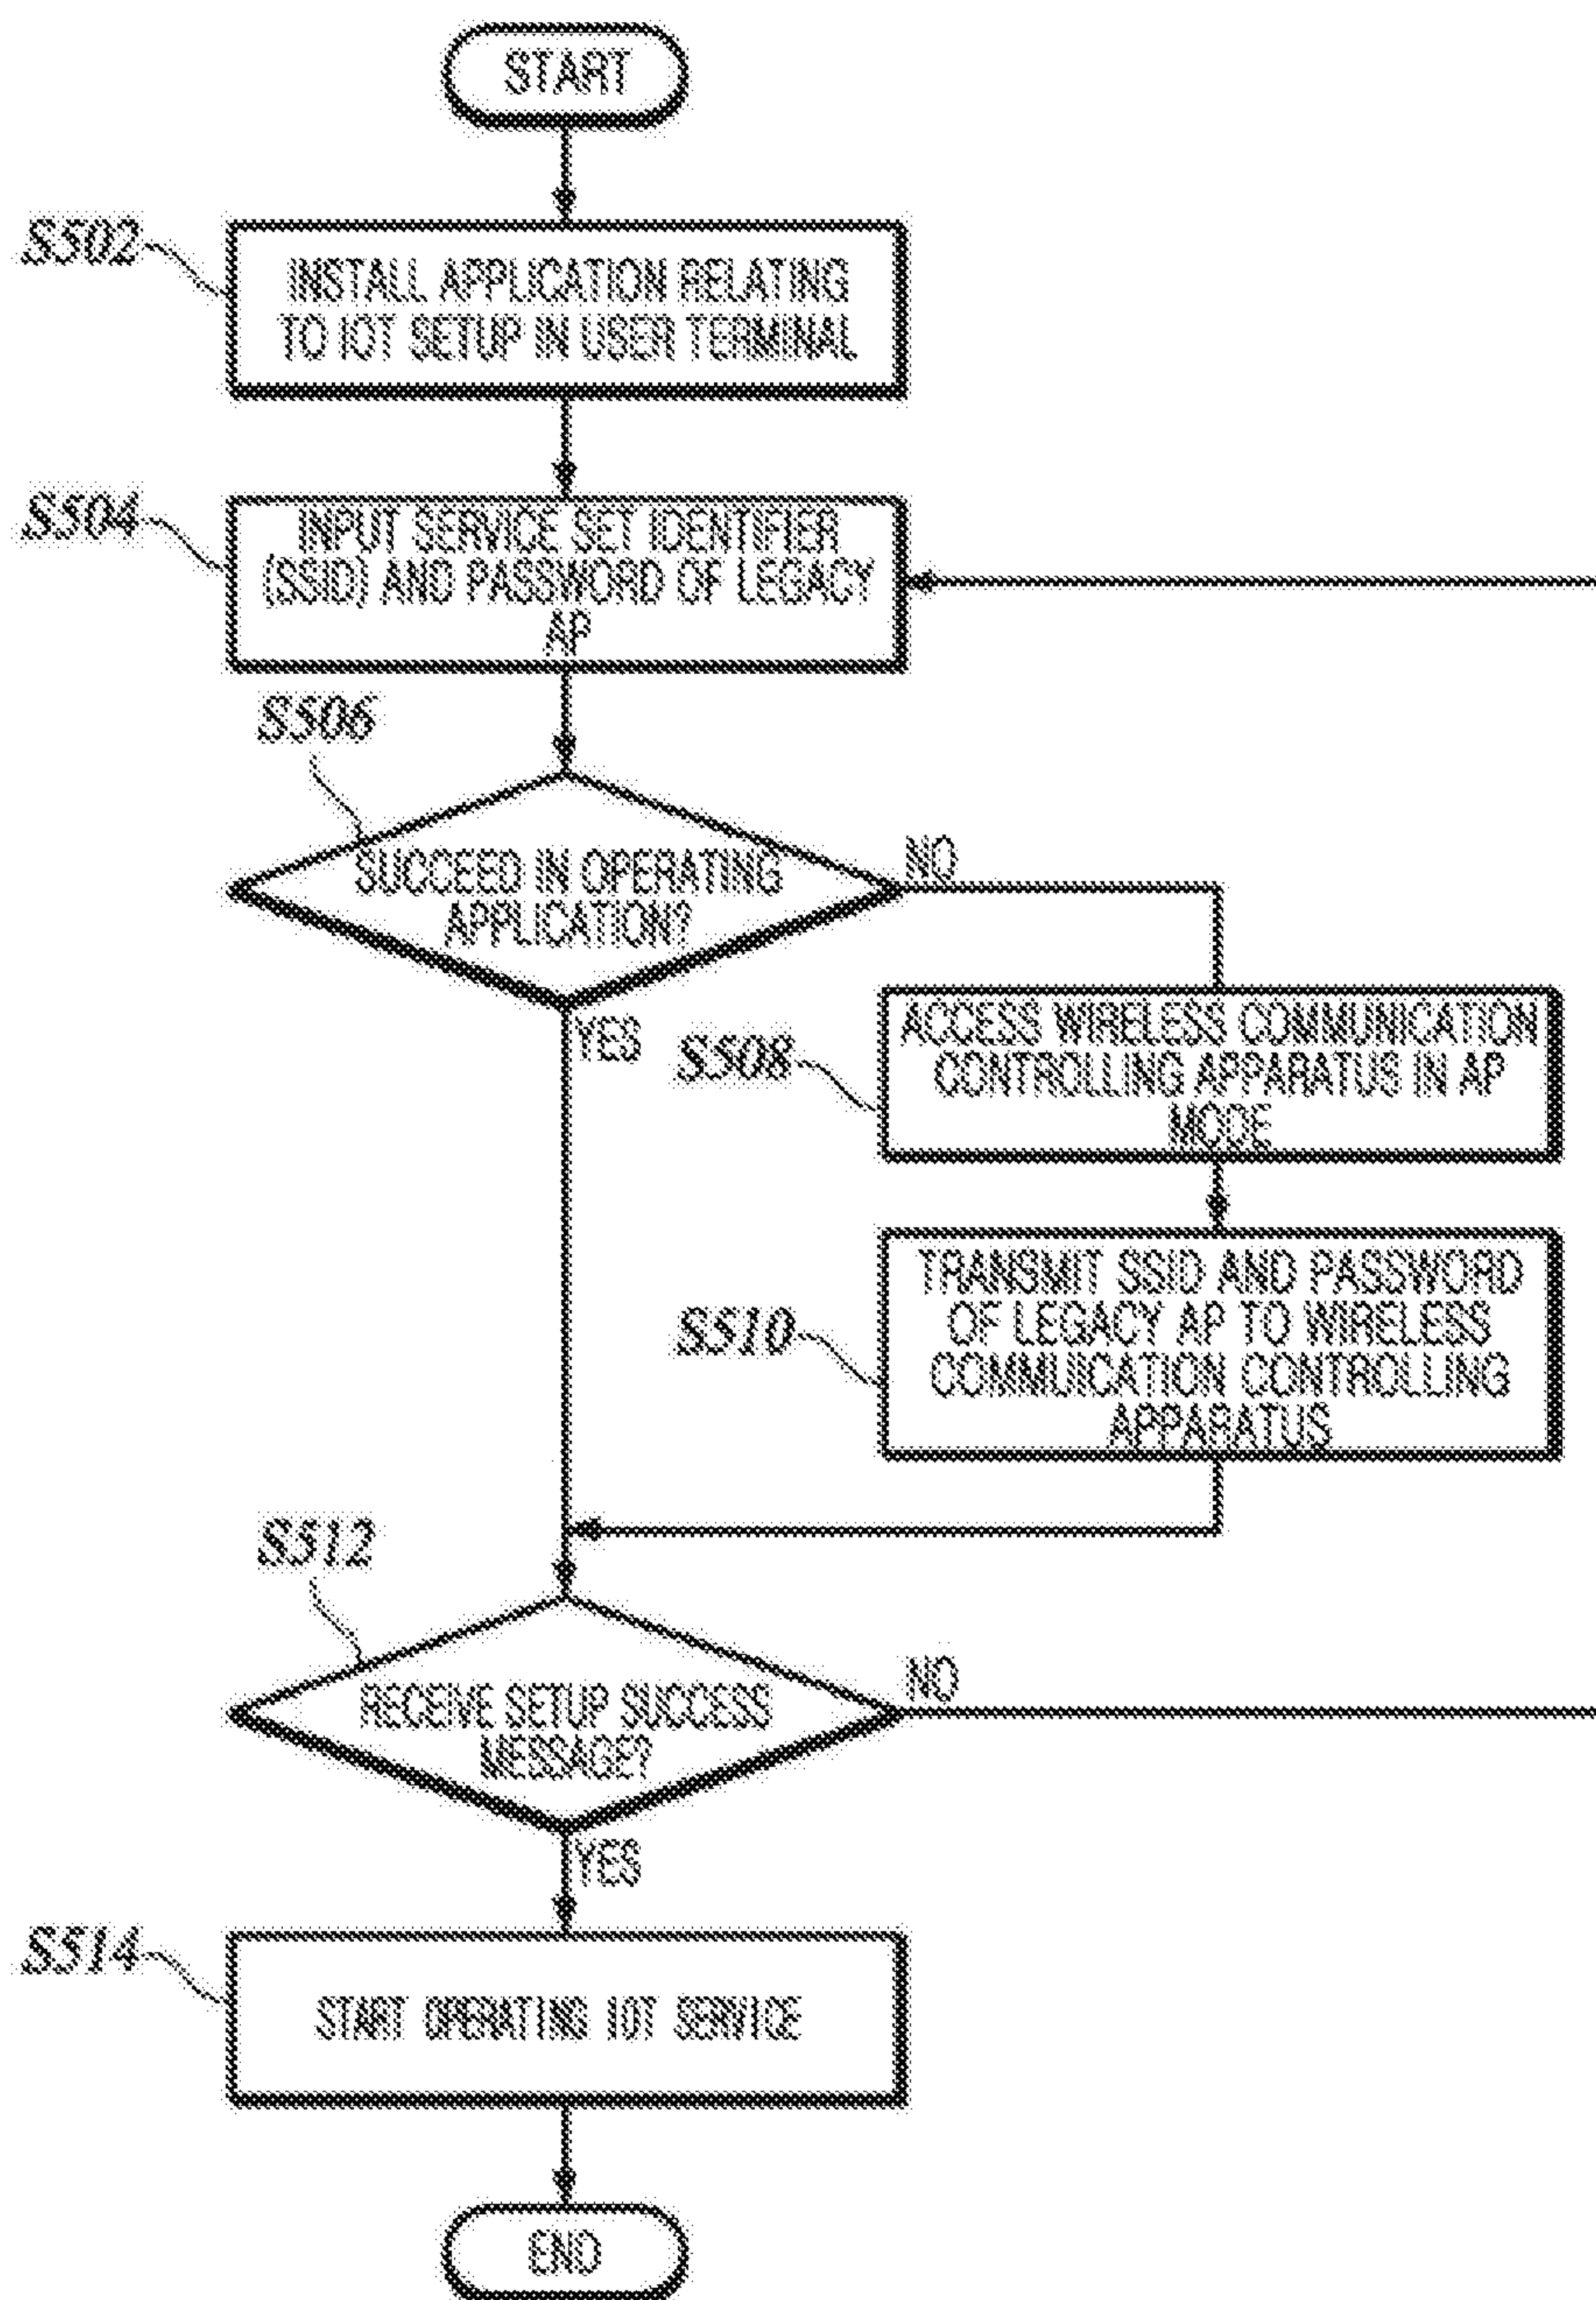 START
S502
INSTALL APPLICATION RELATING
TO IOT SETUP IN USER TERMINAL
S504
INPUT SERVICE SET IDENTIFIER
(SSID) AND PASSWORD OF LEGACY
AP
S506
SUCCEED IN OPERATING
APPLICATION?
NO
YES
S508
ACCESS WIRELESS COMMUNICATION
CONTROLLING APPARATUS IN AP
MODE
S510
TRANSMIT SSID AND PASSWORD
OF LEGACY AP TO WIRELESS
COMMUICATION CONTROLLING
APPARATUS
S512
RECEIVE SETUP SUCCESS
MESSAGE?
NO
YES
S514
START OPERATING IOT SERVICE
END